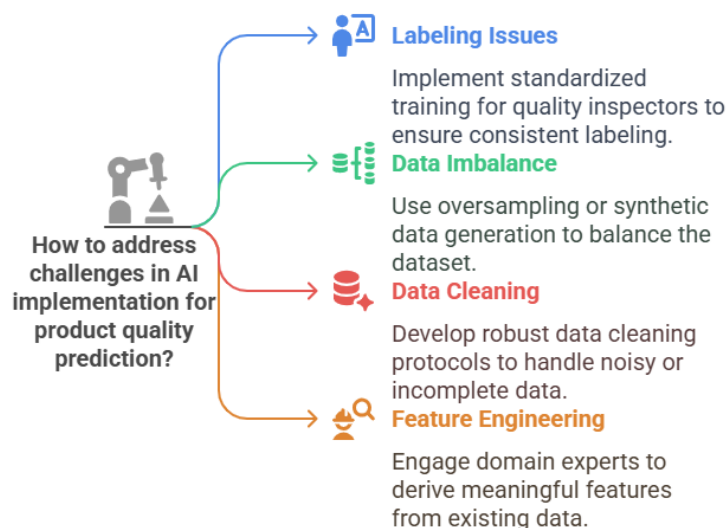 A
Labeling Issues
Implement standardized
training for quality inspectors to
ensure consistent labeling.
Data Imbalance
Use oversampling or synthetic
data generation to balance the
dataset.
How to address
challenges in AI
implementation for
product quality
prediction?
Data Cleaning
Develop robust data cleaning
protocols to handle noisy or
incomplete data.
Feature Engineering
Engage domain experts to
derive meaningful features
from existing data.